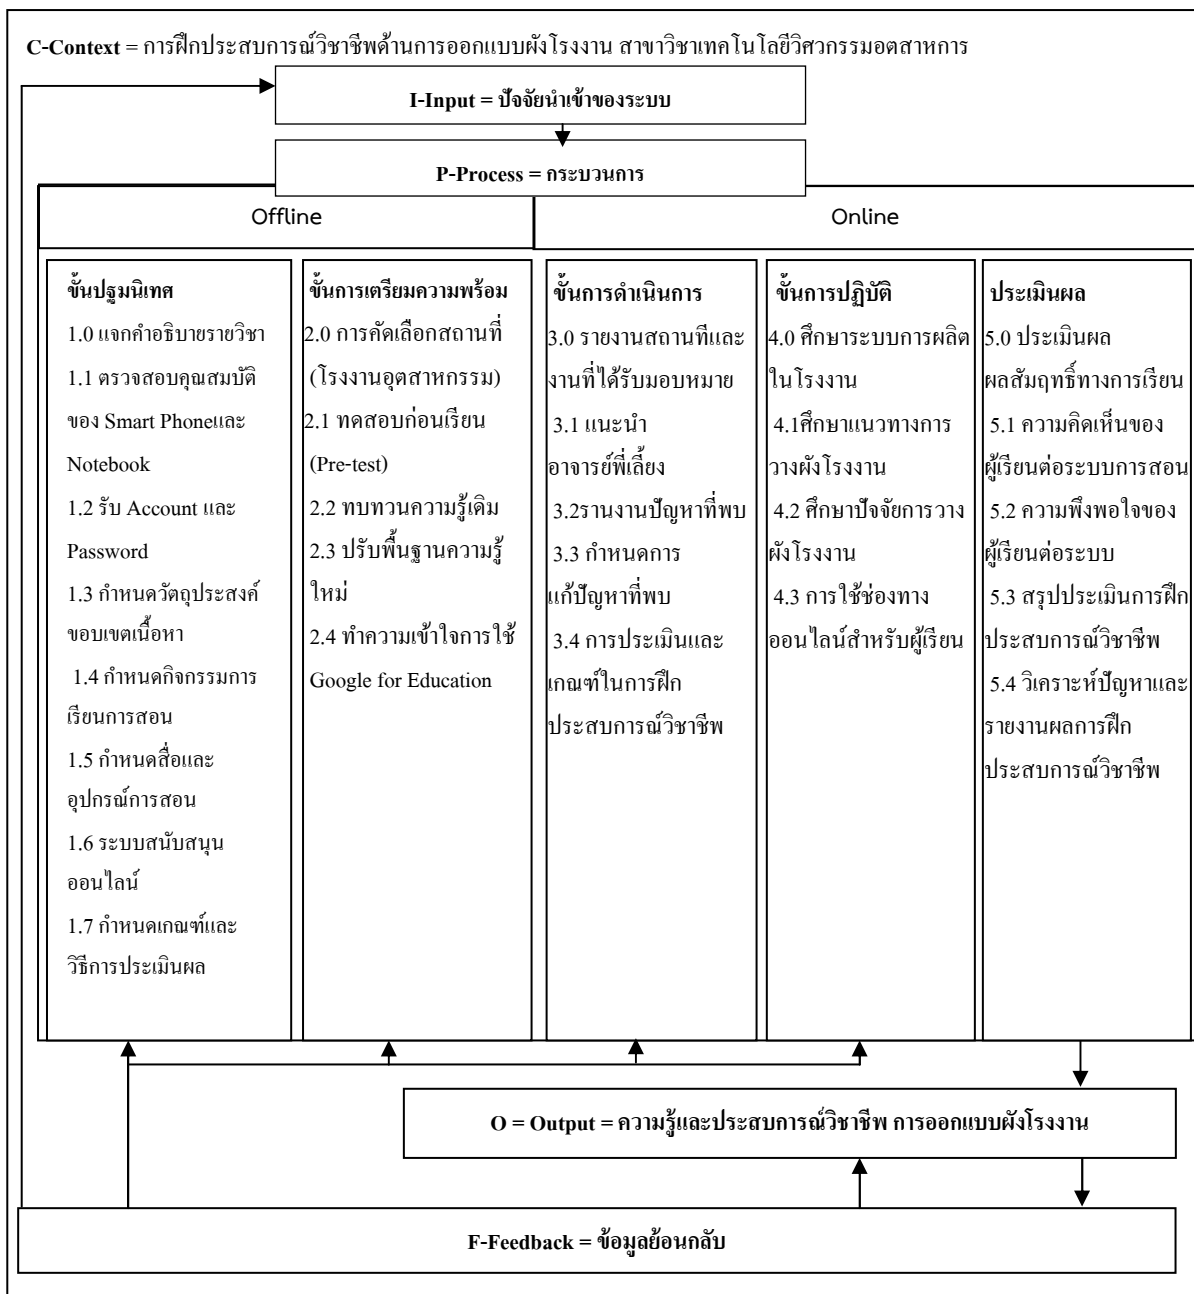 C-Context = การฝึกประสบการณ์วิชาชีพด้านการออกแบบผังโรงงาน สาขาวิชาเทคโนโลยีวิศวกรรมอตสาหการ
I-Input = ปัจจัยนำเข้าของระบบ
P-Process = กระบวนการ
Offline
Online
ขั้นปฐมนิเทศ
1.0 แจกคำอธิบายรายวิชา
1.1 ตรวจสอบคุณสมบัติ
ของ Smart Phoneและ
Notebook
1.2 รับ Account และ
Password
1.3 กำหนดวัตถุประสงค์
ขอบเขตเนื้อหา
1.4 กำหนดกิจกรรมการ
เรียนการสอน
1.5 กำหนดสื่อและ
อุปกรณ์การสอน
1.6 ระบบสนับสนุน
ออนไลน์
1.7 กำหนดเกณฑ์และ
วิธีการประเมินผล
ขั้นการเตรียมความพร้อม
2.0 การคัดเลือกสถานที่
(โรงงานอุตสาหกรรม)
2.1 ทดสอบก่อนเรียน
(Pre-test)
2.2 ทบทวนความรู้เดิม
2.3 ปรับพื้นฐานความรู้
ใหม่
2.4 ทำความเข้าใจการใช้
Google for Education
ขั้นการดำเนินการ
3.0 รายงานสถานทีและ
งานที่ได้รับมอบหมาย
3.1 แนะนำ
อาจารย์พี่เลี้ยง
3.2รานงานปัญหาที่พบ
3.3 กำหนดการ
แก้ปัญหาที่พบ
3.4 การประเมินและ
เกณฑ์ในการฝึก
ประสบการณ์วิชาชีพ
ขั้นการปฏิบัติ
4.0 ศึกษาระบบการผลิต
ในโรงงาน
4.1ศึกษาแนวทางการ
วางผังโรงงาน
4.2 ศึกษาปัจจัยการวาง
ผังโรงงาน
4.3 การใช้ช่องทาง
ออนไลน์สำหรับผู้เรียน
ประเมินผล
5.0 ประเมินผล
ผลสัมฤทธิ์ทางการเรียน
5.1 ความคิดเห็นของ
ผู้เรียนต่อระบบการสอน
5.2 ความพึงพอใจของ
ผู้เรียนต่อระบบ
5.3 สรุปประเมินการฝึก
ประสบการณ์วิชาชีพ
5.4 วิเคราะห์ปัญหาและ
รายงานผลการฝึก
ประสบการณ์วิชาชีพ
O = Output = ความรู้และประสบการณ์วิชาชีพ การออกแบบผังโรงงาน
F-Feedback = ข้อมูลย้อนกลับ